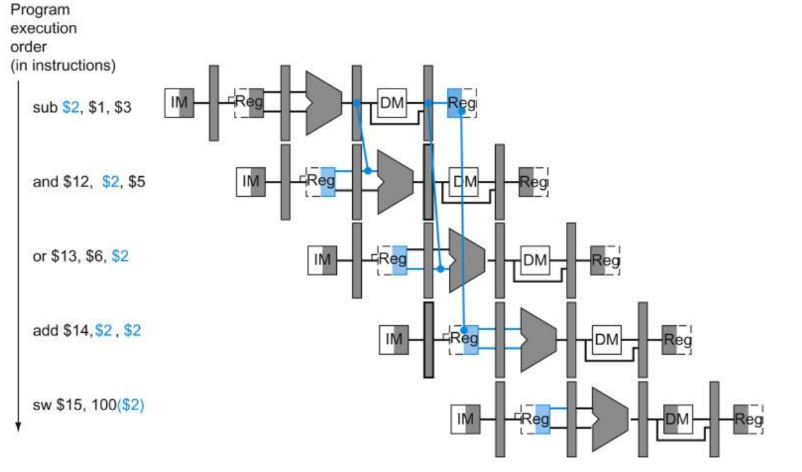 Program
execution
order
(in instructions)
sub $2, $1, $3
IM Reg DM Reg
and $12, $2, $5
IM Reg DM Reg
or $13, $6, $2
IM Reg DM Reg
add $14,$2 , $2
IM Reg DM Reg
sw $15, 100($2)
IM Reg DM Reg